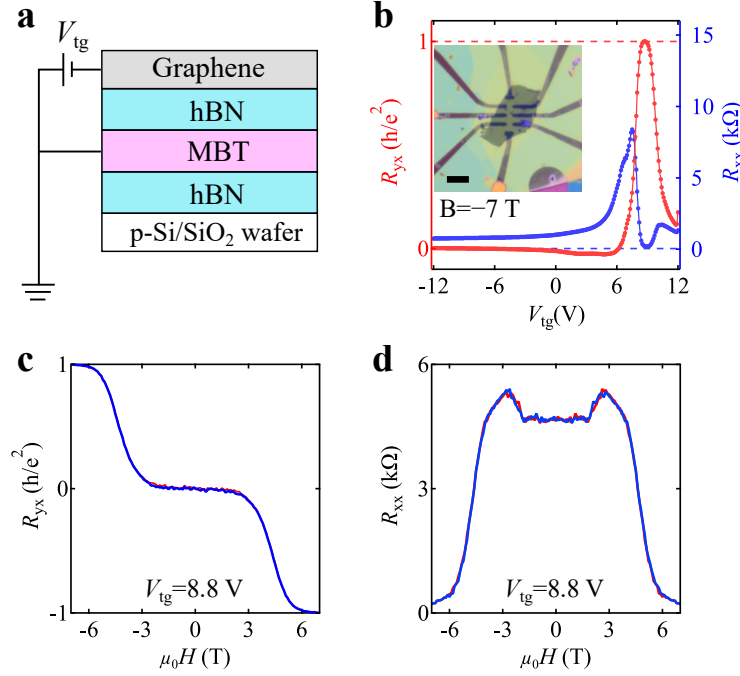 a
V_tg
Graphene
hBN
MBT
hBN
p-Si/SiO₂ wafer
b
1
0
R_yx (h/e²)
15
10
5
0
R_xx (kΩ)
B=−7 T
-12 -6 0 6 12
V_tg(V)
c
1
0
-1
R_yx (h/e²)
V_tg=8.8 V
-6 -3 0 3 6
μ₀H (T)
d
6
3
0
R_xx (kΩ)
V_tg=8.8 V
-6 -3 0 3 6
μ₀H (T)